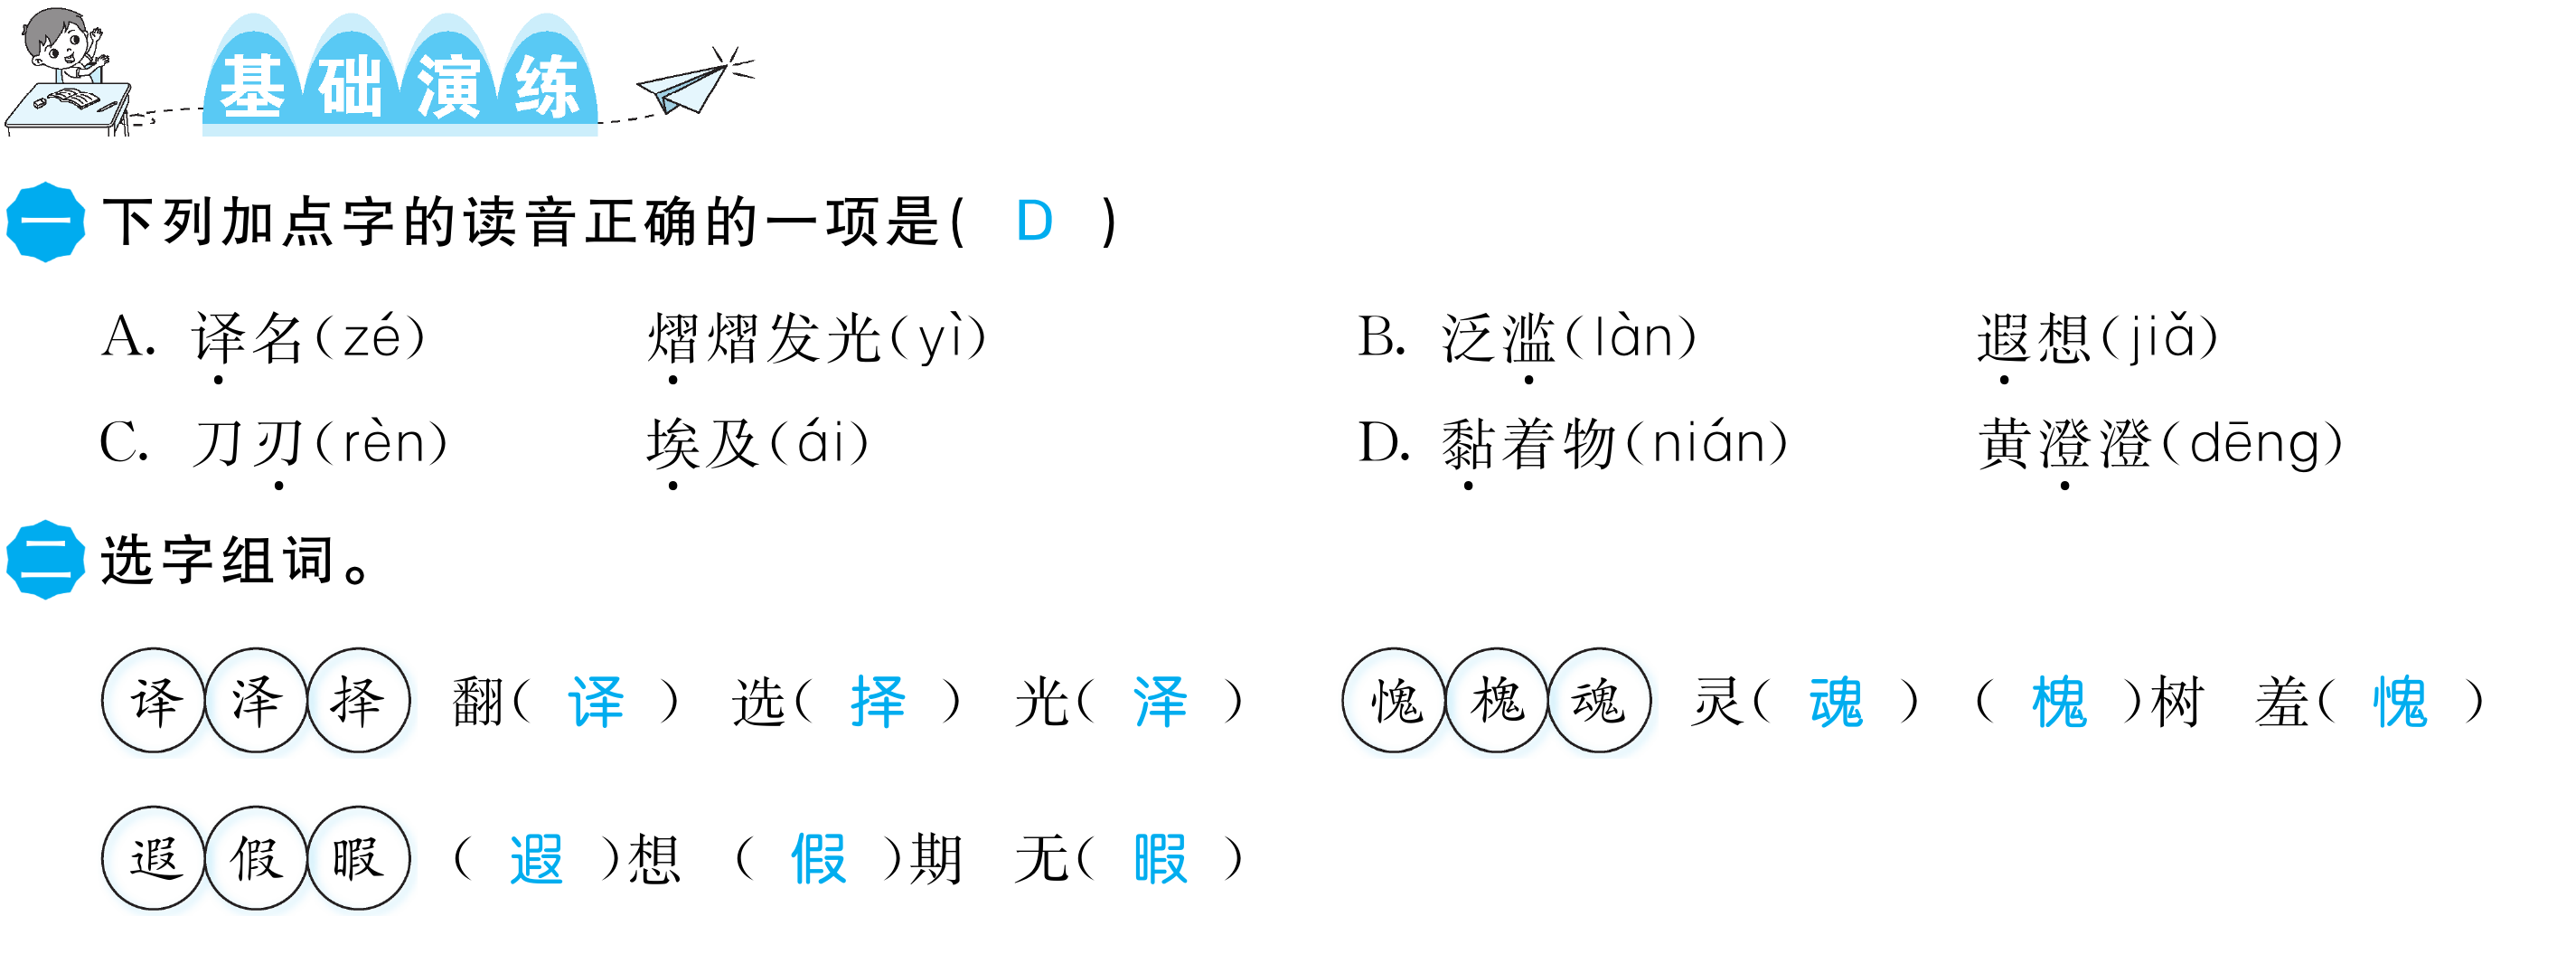 基础演练
一 下列加点字的读音正确的一项是( D )
A. 译名(zé) 熠熠发光(yì) B. 泛滥(làn) 遐想(jiǎ)
C. 刀刃(rèn) 埃及(ái) D. 黏着物(nián) 黄澄澄(dēng)
二 选字组词。
译 泽 择 翻( 译 ) 选( 择 ) 光( 泽 ) 愧 槐 魂 灵( 魂 ) ( 槐 )树 羞( 愧 )
遐 假 暇 ( 遐 )想 ( 假 )期 无( 暇 )